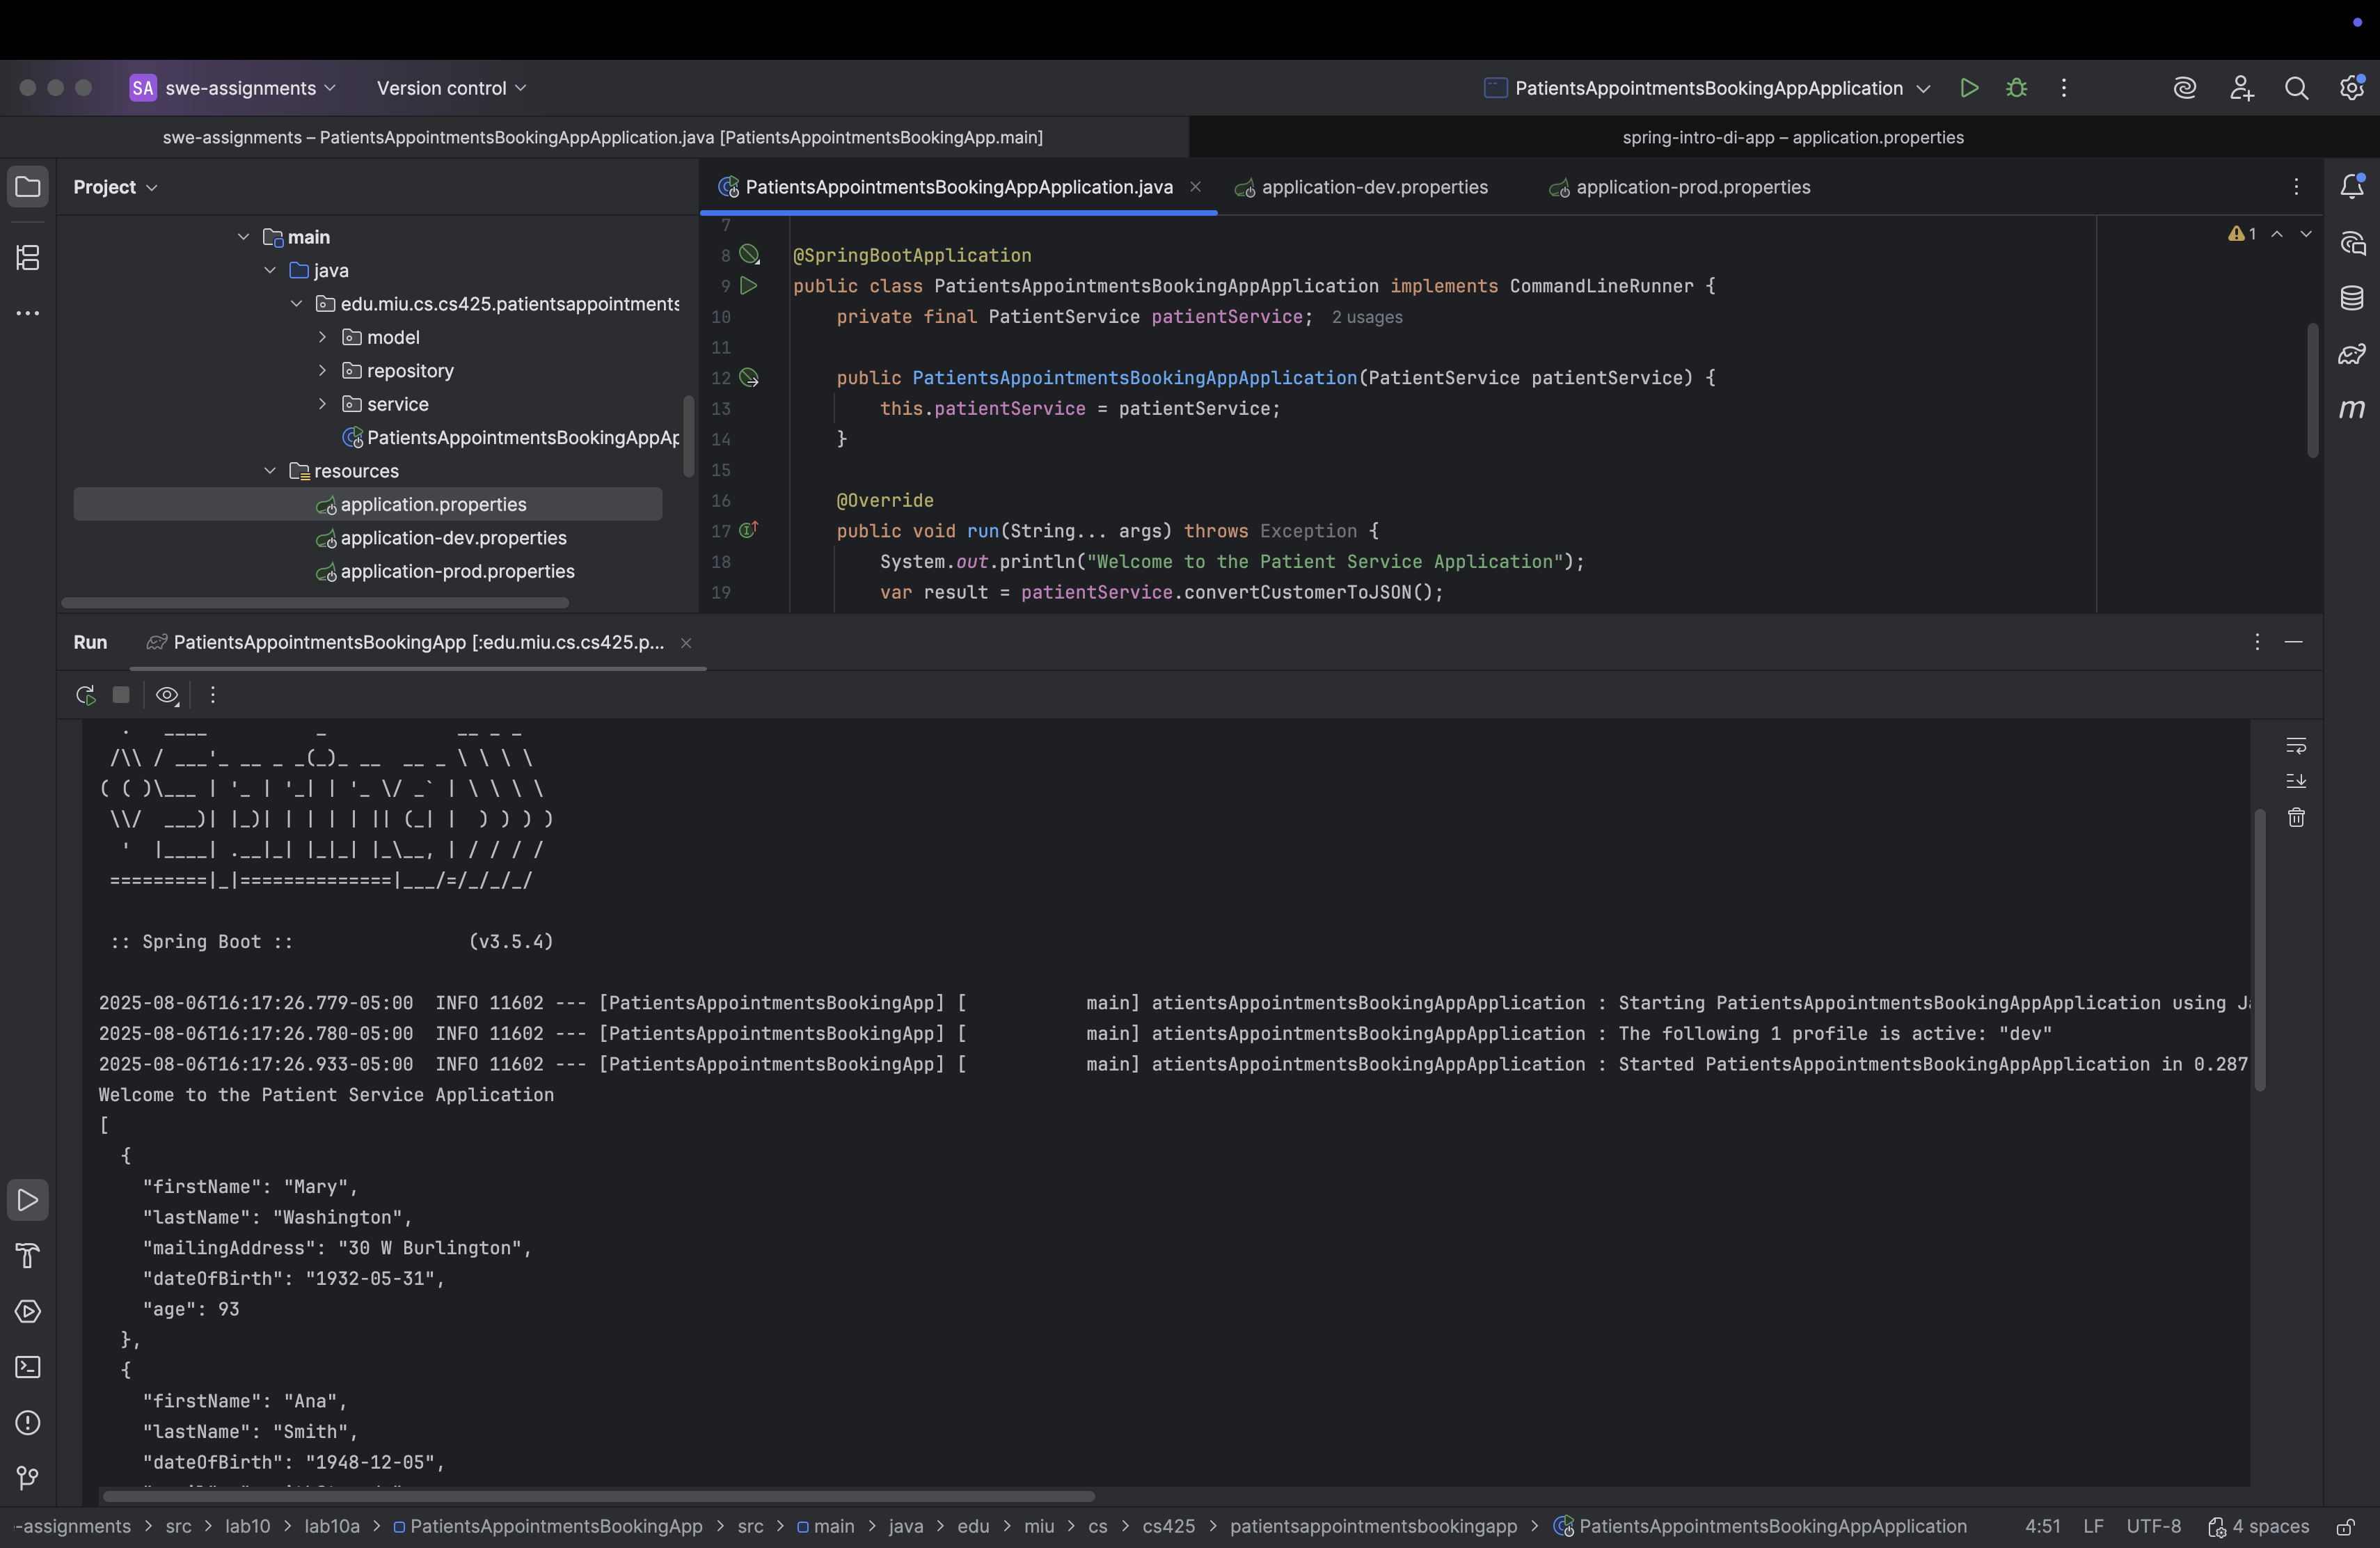 SA swe-assignments Version control PatientsAppointmentsBookingAppApplication
swe-assignments – PatientsAppointmentsBookingAppApplication.java [PatientsAppointmentsBookingApp.main] spring-intro-di-app – application.properties
Project
main
java
edu.miu.cs.cs425.patientsappointments
model
repository
service
PatientsAppointmentsBookingAppAp
resources
application.properties
application-dev.properties
application-prod.properties
PatientsAppointmentsBookingAppApplication.java application-dev.properties application-prod.properties
1
7
8 @SpringBootApplication
9 public class PatientsAppointmentsBookingAppApplication implements CommandLineRunner {
10     private final PatientService patientService; 2 usages
11
12     public PatientsAppointmentsBookingAppApplication(PatientService patientService) {
13         this.patientService = patientService;
14     }
15
16     @Override
17     public void run(String... args) throws Exception {
18         System.out.println("Welcome to the Patient Service Application");
19         var result = patientService.convertCustomerToJSON();
Run PatientsAppointmentsBookingApp [:edu.miu.cs.cs425.p...
  .   ____          _            __ _ _
 /\\ / ___'_ __ _ _(_)_ __  __ _ \ \ \ \
( ( )\___ | '_ | '_| | '_ \/ _` | \ \ \ \
 \\/  ___)| |_)| | | | | || (_| |  ) ) ) )
  '  |____| .__|_| |_|_| |_\__, | / / / /
 =========|_|==============|___/=/_/_/_/
 :: Spring Boot ::                (v3.5.4)
2025-08-06T16:17:26.779-05:00  INFO 11602 --- [PatientsAppointmentsBookingApp] [           main] atientsAppointmentsBookingAppApplication : Starting PatientsAppointmentsBookingAppApplication using
2025-08-06T16:17:26.780-05:00  INFO 11602 --- [PatientsAppointmentsBookingApp] [           main] atientsAppointmentsBookingAppApplication : The following 1 profile is active: "dev"
2025-08-06T16:17:26.933-05:00  INFO 11602 --- [PatientsAppointmentsBookingApp] [           main] atientsAppointmentsBookingAppApplication : Started PatientsAppointmentsBookingAppApplication in 0.287
Welcome to the Patient Service Application
[
  {
    "firstName": "Mary",
    "lastName": "Washington",
    "mailingAddress": "30 W Burlington",
    "dateOfBirth": "1932-05-31",
    "age": 93
  },
  {
    "firstName": "Ana",
    "lastName": "Smith",
    "dateOfBirth": "1948-12-05",
-assignments > src > lab10 > lab10a > PatientsAppointmentsBookingApp > src > main > java > edu > miu > cs > cs425 > patientsappointmentsbookingapp > PatientsAppointmentsBookingAppApplication 4:51 LF UTF-8 4 spaces